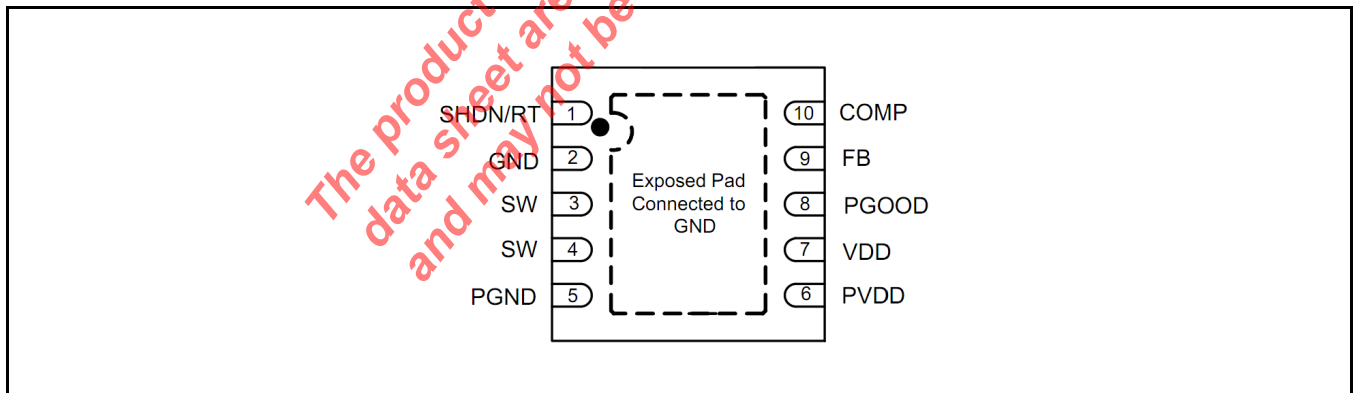 The product
data sheet are
and may not be
SHDN/RT 1
GND 2
SW 3
SW 4
PGND 5
Exposed Pad
Connected to
GND
10 COMP
9 FB
8 PGOOD
7 VDD
6 PVDD